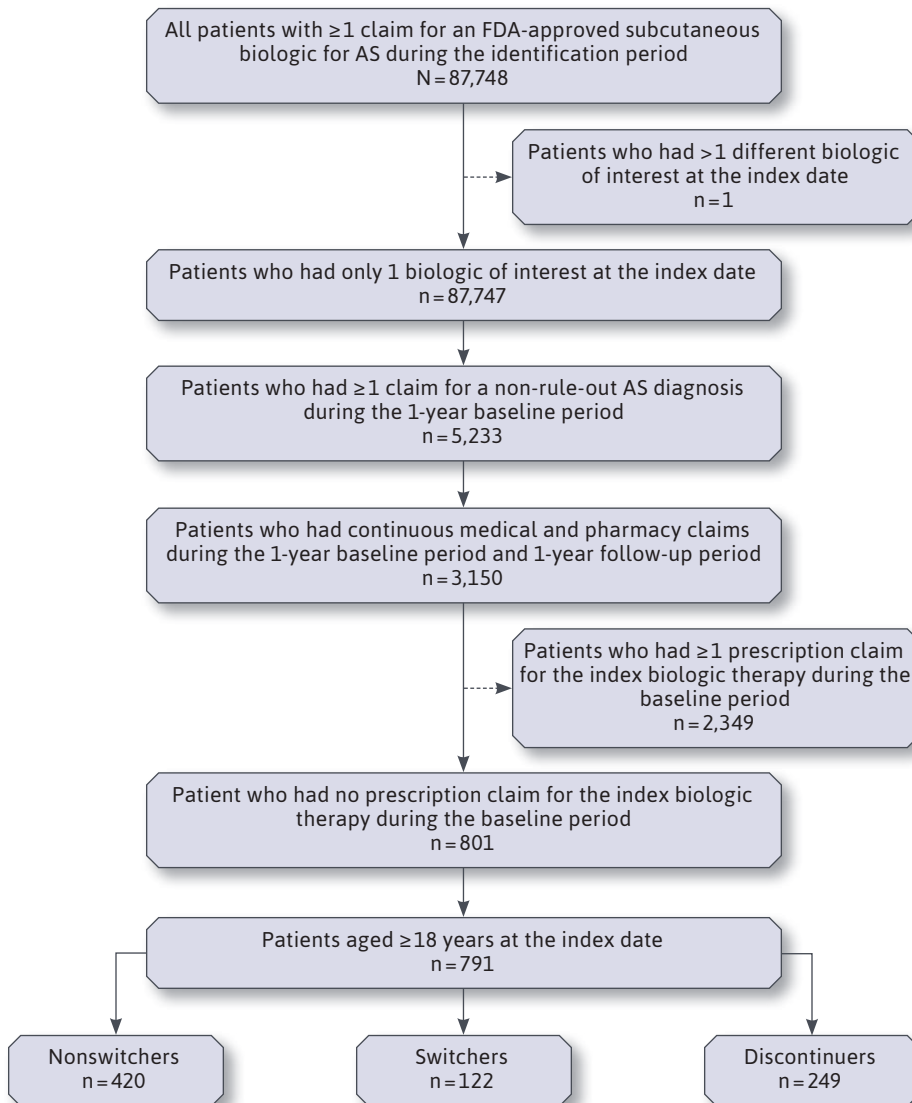 All patients with ≥1 claim for an FDA-approved subcutaneous
biologic for AS during the identification period
N=87,748
Patients who had >1 different biologic
of interest at the index date
n=1
Patients who had only 1 biologic of interest at the index date
n=87,747
Patients who had ≥1 claim for a non-rule-out AS diagnosis
during the 1-year baseline period
n=5,233
Patients who had continuous medical and pharmacy claims
during the 1-year baseline period and 1-year follow-up period
n=3,150
Patients who had ≥1 prescription claim
for the index biologic therapy during the
baseline period
n=2,349
Patient who had no prescription claim for the index biologic
therapy during the baseline period
n=801
Patients aged ≥18 years at the index date
n=791
Nonswitchers
n=420
Switchers
n=122
Discontinuers
n=249